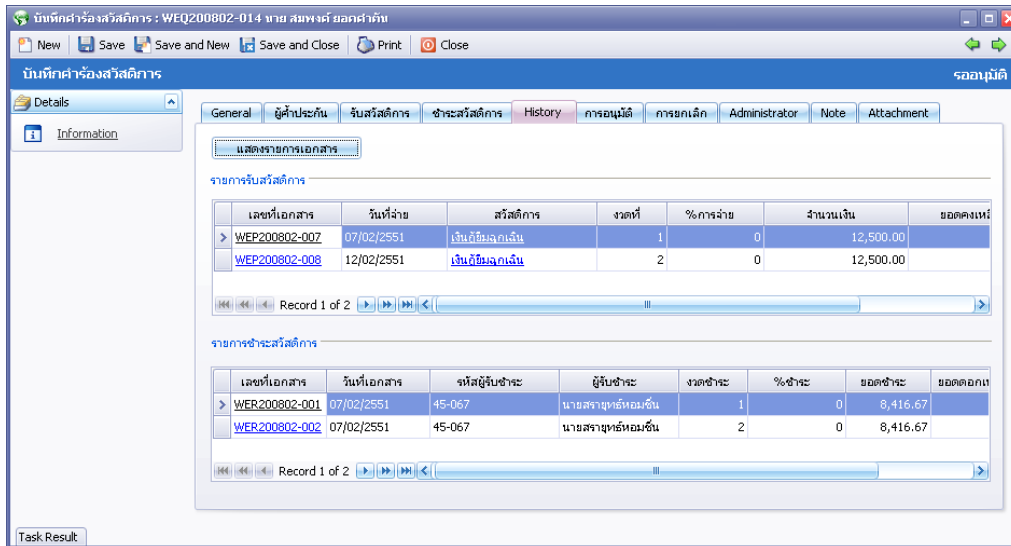 บันทึกคำร้องสวัสดิการ : WEQ200802-014 นาย สมพงศ์ ยอดคำตับ
New Save Save and New Save and Close Print Close
บันทึกคำร้องสวัสดิการ รออนุมัติ
Details
Information
General ผู้ค้ำประกัน รับสวัสดิการ ชำระสวัสดิการ History การอนุมัติ การยกเลิก Administrator Note Attachment
แสดงรายการเอกสาร
รายการรับสวัสดิการ
เลขที่เอกสาร วันที่จ่าย สวัสดิการ งวดที่ %การจ่าย จำนวนเงิน
WEP200802-007 07/02/2551 เงินกู้ยืมฉุกเฉิน 1 0 12,500.00
WEP200802-008 12/02/2551 เงินกู้ยืมฉุกเฉิน 2 0 12,500.00
Record 1 of 2
รายการชำระสวัสดิการ
เลขที่เอกสาร วันที่เอกสาร รหัสผู้รับชำระ ผู้รับชำระ งวดชำระ %ชำระ ยอดชำระ
WER200802-001 07/02/2551 45-067 นายสรายุทธ์หอมชื่น 1 0 8,416.67
WER200802-002 07/02/2551 45-067 นายสรายุทธ์หอมชื่น 2 0 8,416.67
Record 1 of 2
Task Result